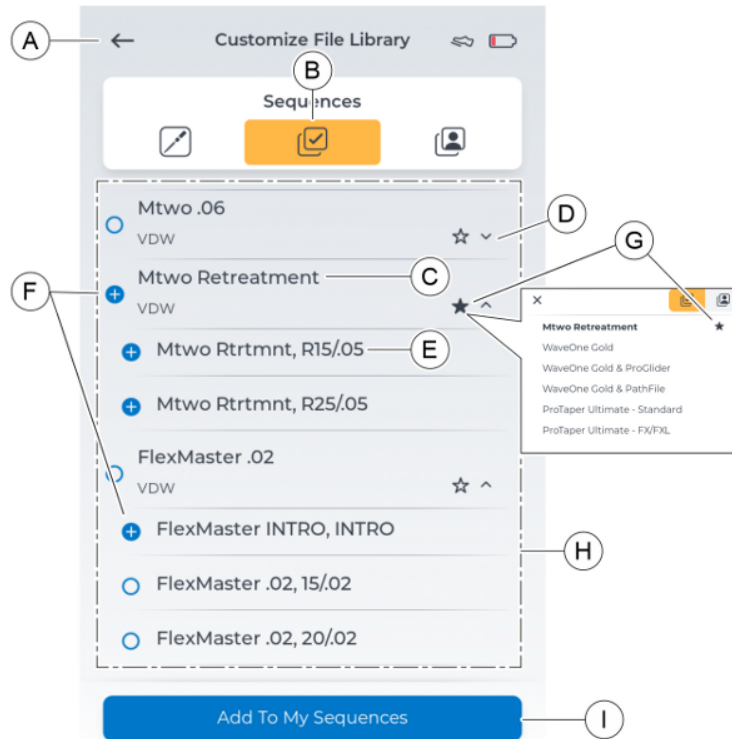 A
Customize File Library
B
Sequences
Mtwo .06
VDW
D
G
Mtwo Retreatment
C
VDW
F
Mtwo Rtrtmnt, R15/.05
E
Mtwo Rtrtmnt, R25/.05
FlexMaster .02
VDW
FlexMaster INTRO, INTRO
FlexMaster .02, 15/.02
FlexMaster .02, 20/.02
H
Add To My Sequences
I
Mtwo Retreatment
WaveOne Gold
WaveOne Gold & ProGlider
WaveOne Gold & PathFile
ProTaper Ultimate - Standard
ProTaper Ultimate - FX/FXL